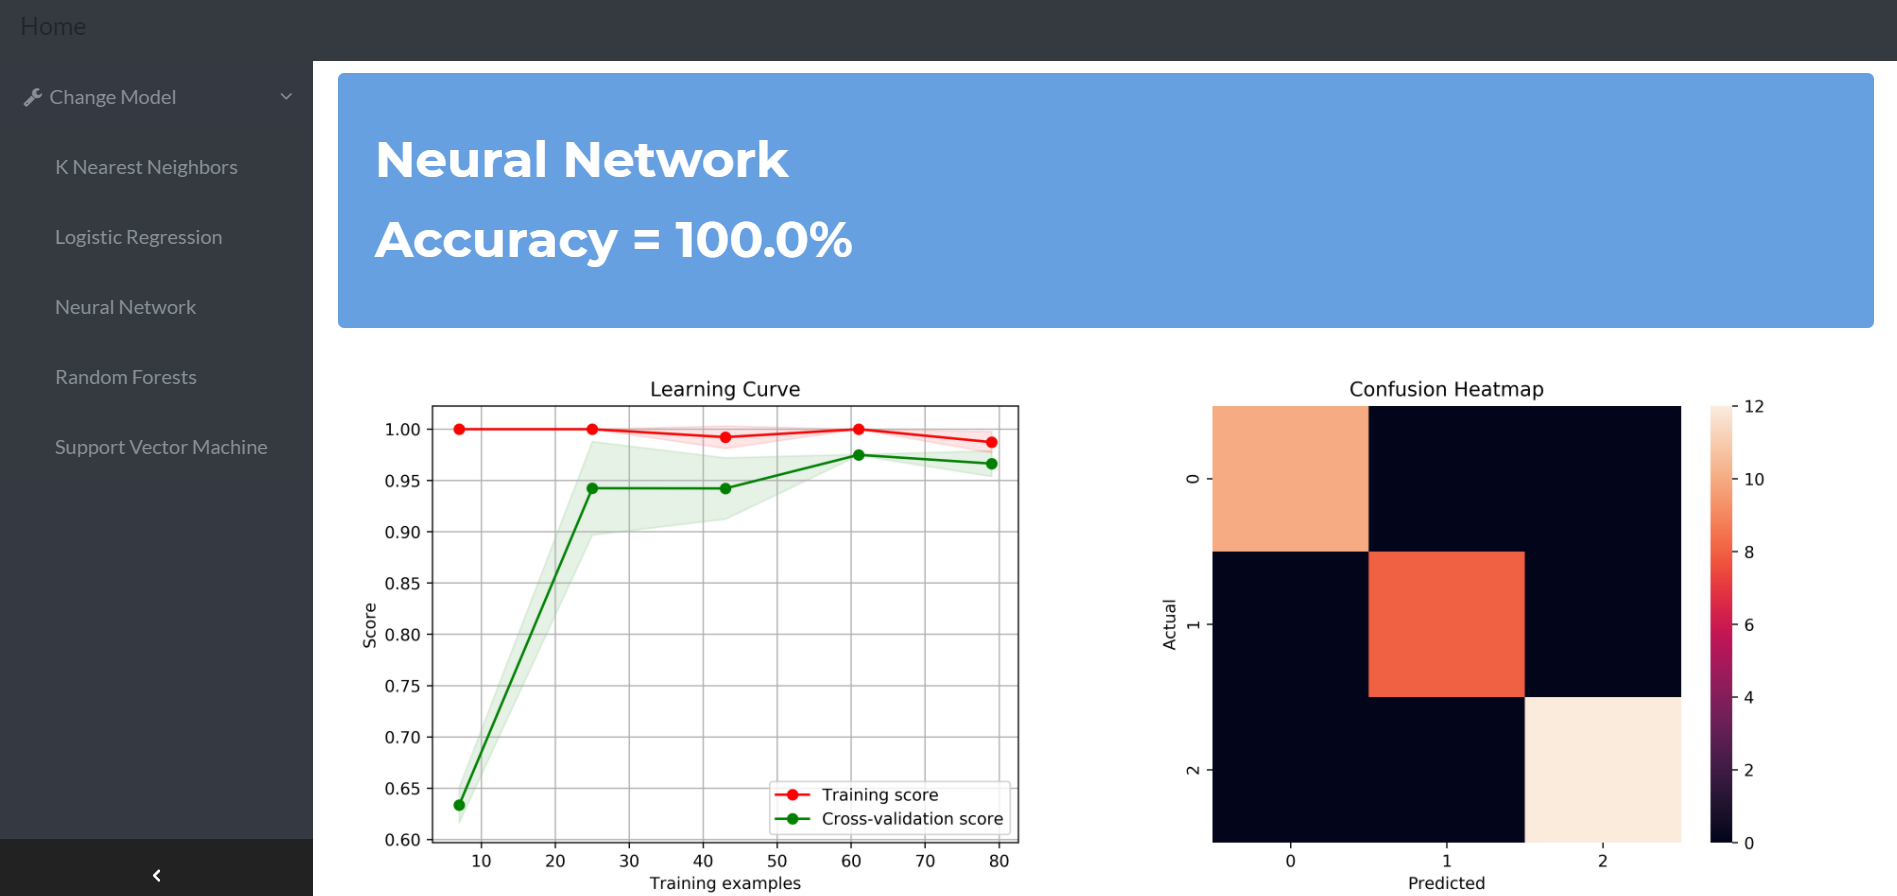 Home
Change Model
K Nearest Neighbors
Logistic Regression
Neural Network
Random Forests
Support Vector Machine
Neural Network
Accuracy = 100.0%
Learning Curve
1.00
0.95
0.90
0.85
0.80
0.75
0.70
0.65
0.60
Score
Training score
Cross-validation score
10 20 30 40 50 60 70 80
Training examples
Confusion Heatmap
0
1
2
Actual
0 1 2
Predicted
12
10
8
6
4
2
0